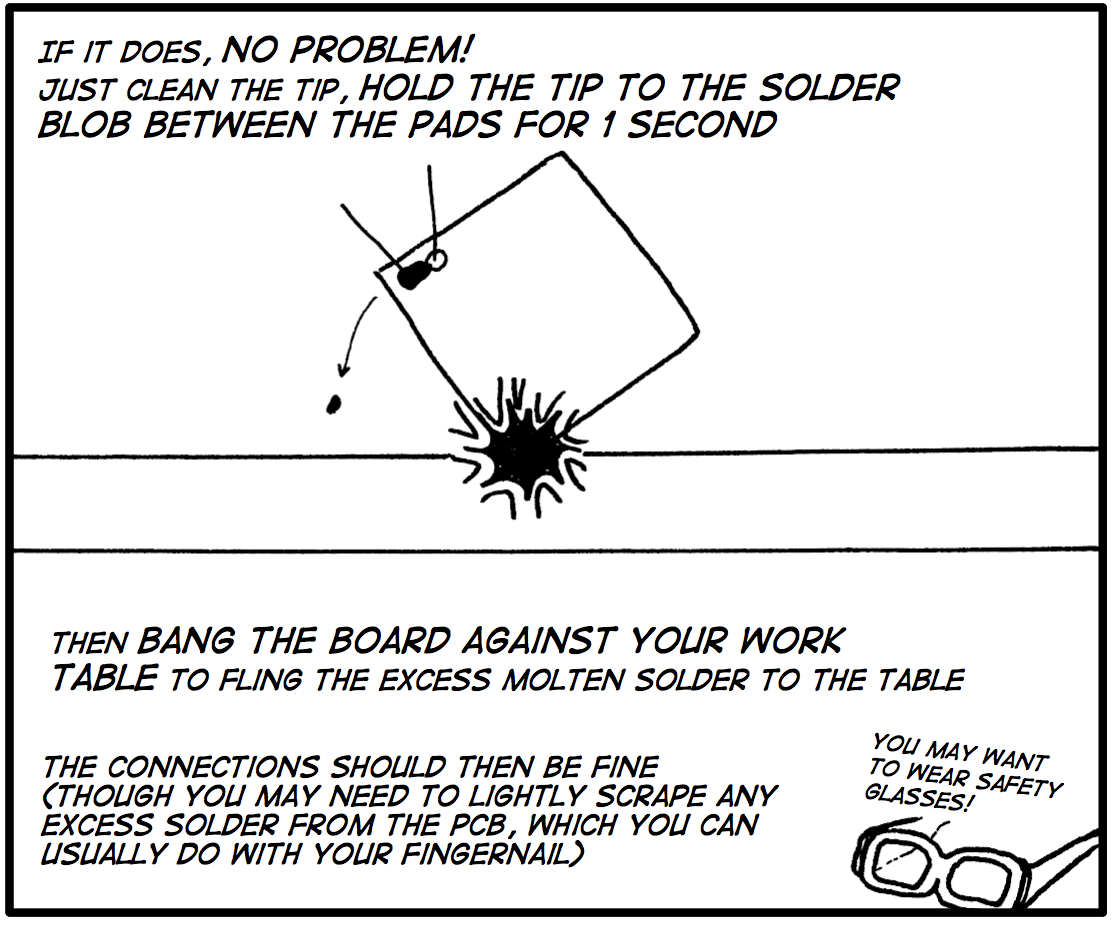 IF IT DOES, NO PROBLEM!
JUST CLEAN THE TIP, HOLD THE TIP TO THE SOLDER
BLOB BETWEEN THE PADS FOR 1 SECOND
THEN BANG THE BOARD AGAINST YOUR WORK
TABLE TO FLING THE EXCESS MOLTEN SOLDER TO THE TABLE
THE CONNECTIONS SHOULD THEN BE FINE
(THOUGH YOU MAY NEED TO LIGHTLY SCRAPE ANY
EXCESS SOLDER FROM THE PCB, WHICH YOU CAN
USUALLY DO WITH YOUR FINGERNAIL)
YOU MAY WANT
TO WEAR SAFETY
GLASSES!